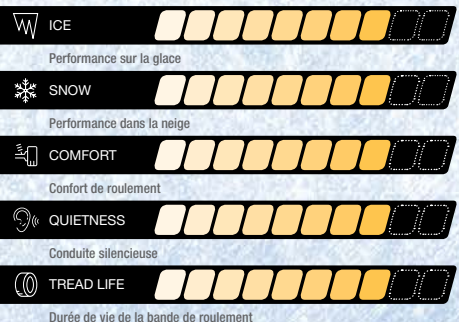 ICE
Performance sur la glace
SNOW
Performance dans la neige
COMFORT
Confort de roulement
QUIETNESS
Conduite silencieuse
TREAD LIFE
Durée de vie de la bande de roulement